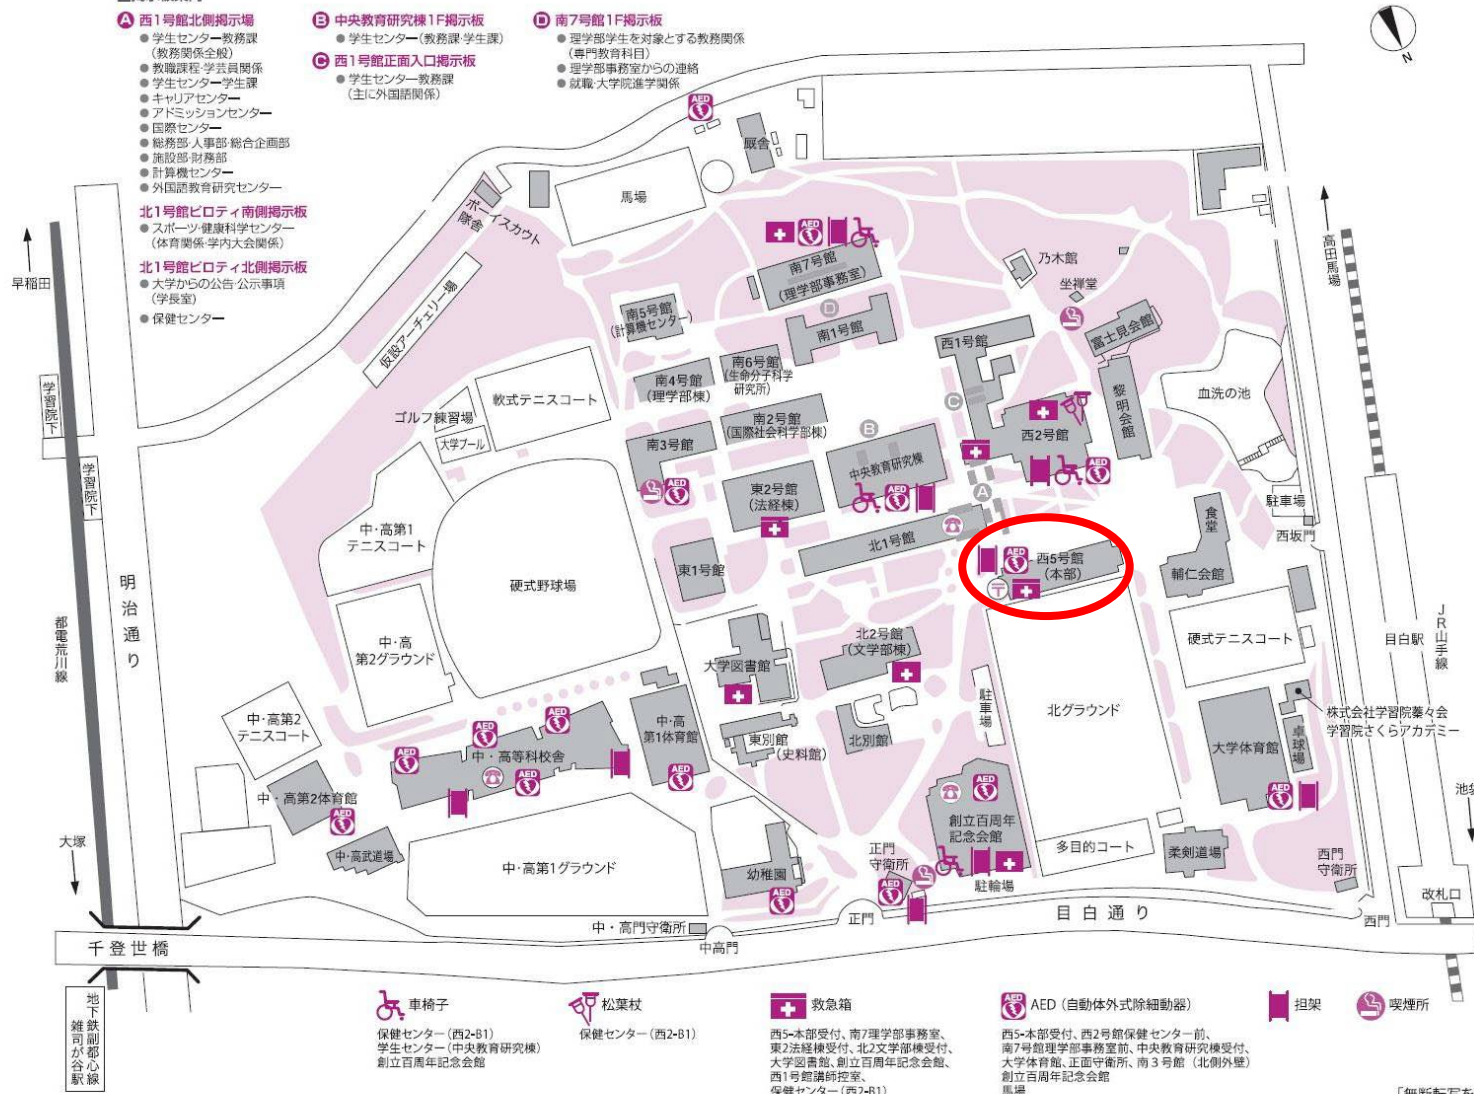 A 西1号館北側掲示場
● 学生センター教務課
(教務関係全般)
● 教職課程・学芸員関係
● 学生センター学生課
● キャリアセンター
● アドミッションセンター
● 国際センター
● 総務部・人事部・総合企画部
● 施設部・財務部
● 計算機センター
● 外国語教育研究センター
北1号館ピロティ南側掲示板
● スポーツ・健康科学センター
(体育関係・学内大会関係)
北1号館ピロティ北側掲示板
● 大学からの公告・公示事項
(学長室)
● 保健センター
B 中央教育研究棟1F掲示板
● 学生センター(教務課・学生課)
C 西1号館正面入口掲示板
● 学生センター教務課
(主に外国語関係)
D 南7号館1F掲示板
● 理学部学生を対象とする教務関係
(専門教育科目)
● 理学部事務室からの連絡
● 就職・大学院進学関係
N
AED
厩舎
馬場
ボーイスカウト
隊舎
早稲田
仮設アーチェリー場
AED
南7号館
(理学部事務室)
D
南5号館
(計算機センター)
南1号館
乃木館
坐禅堂
富士見会館
高田馬場
西1号館
南6号館
(生命分子科学
研究所)
南4号館
(理学部棟)
軟式テニスコート
ゴルフ練習場
大学プール
学習院下
学習院下
南3号館
AED
南2号館
(国際社会科学部棟)
B
C
西2号館
AED
黎明会館
血洗の池
中央教育研究棟
AED
東2号館
(法経棟)
A
駐車場
西坂門
食堂
輔仁会館
中・高第1
テニスコート
硬式野球場
東1号館
北1号館
AED
西5号館
(本部)
〒
明治通り
都電荒川線
中・高
第2グラウンド
大学図書館
北2号館
(文学部棟)
硬式テニスコート
目白駅
JR山手線
駐車場
北グラウンド
株式会社学習院蓁々会
学習院さくらアカデミー
卓球場
大学体育館
AED
中・高第2
テニスコート
中・高等科校舎
AED
AED
AED
AED
中・高
第1体育館
AED
東別館
(史料館)
北別館
中・高第2体育館
AED
中・高武道場
中・高第1グラウンド
幼稚園
AED
正門
守衛所
AED
創立百周年
記念会館
AED
駐輪場
多目的コート
柔剣道場
西門
守衛所
池袋
改札口
大塚
中・高門守衛所
中高門
正門
目白通り
西門
千登世橋
地下鉄副都心線
雑司が谷駅
車椅子
保健センター(西2-B1)
学生センター(中央教育研究棟)
創立百周年記念会館
松葉杖
保健センター(西2-B1)
救急箱
西5-本部受付、南7理学部事務室、
東2法経棟受付、北2文学部棟受付、
大学図書館、創立百周年記念会館、
西1号館講師控室、
保健センター(西2-B1)
AED
AED(自動体外式除細動器)
西5-本部受付、西2号館保健センター前、
南7号館理学部事務室前、中央教育研究棟受付、
大学体育館、正面守衛所、南3号館(北側外壁)
創立百周年記念会館
馬場
担架
喫煙所